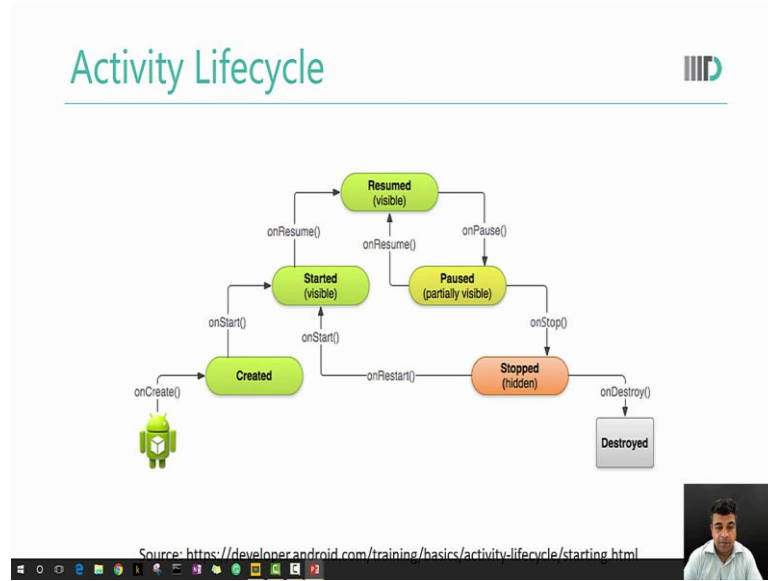 Activity Lifecycle
IIID
Resumed
(visible)
onResume()
onResume()
onPause()
Started
(visible)
Paused
(partially visible)
onStart()
onStart()
onStop()
Created
onRestart()
Stopped
(hidden)
onCreate()
onDestroy()
Destroyed
Source: https://developer.android.com/training/basics/activity-lifecycle/starting.html